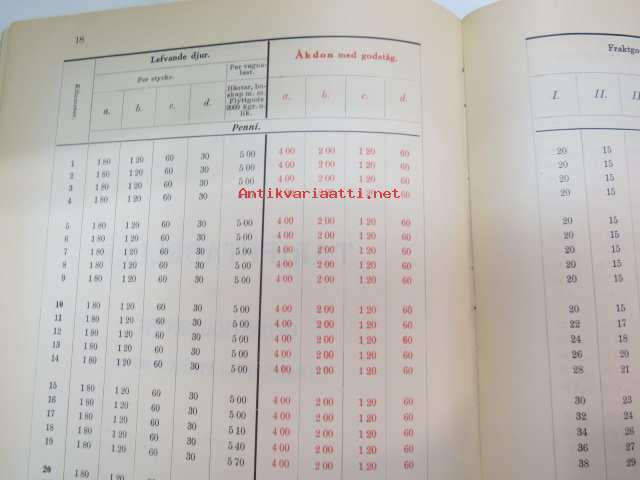 18
Lefvande djur.
Åkdon med godståg.
Fraktgo
Kilometer.
Per styck.
Per vagns-
last.
Hästar, bo-
skap m. m.
Flyttgods
2000 kgr. o.
lik.
a. b. c. d. a. b. c. d. I. II.
Penni.
1 1 80 1 20 60 30 5 00 4 00 2 00 1 20 60 20 15
2 1 80 1 20 60 30 5 00 4 00 2 00 1 20 60 20 15
3 1 80 1 20 60 30 5 00 4 00 2 00 1 20 60 20 15
4 1 80 1 20 60 30 5 00 4 00 2 00 1 20 60 20 15
Antikvariaatti.net
5 1 80 1 20 60 30 5 00 4 00 2 00 1 20 60 20 15
6 1 80 1 20 60 30 5 00 4 00 2 00 1 20 60 20 15
7 1 80 1 20 60 30 5 00 4 00 2 00 1 20 60 20 15
8 1 80 1 20 60 30 5 00 4 00 2 00 1 20 60 20 15
9 1 80 1 20 60 30 5 00 4 00 2 00 1 20 60 20 15
10 1 80 1 20 60 30 5 00 4 00 2 00 1 20 60 20 15
11 1 80 1 20 60 30 5 00 4 00 2 00 1 20 60 22 17
12 1 80 1 20 60 30 5 00 4 00 2 00 1 20 60 24 18
13 1 80 1 20 60 30 5 00 4 00 2 00 1 20 60 26 20
14 1 80 1 20 60 30 5 00 4 00 2 00 1 20 60 28 21
15 1 80 1 20 60 30 5 00 4 00 2 00 1 20 60 30 23
16 1 80 1 20 60 30 5 00 4 00 2 00 1 20 60 32 24
17 1 80 1 20 60 30 5 10 4 00 2 00 1 20 60 34 26
18 1 80 1 20 60 30 5 40 4 00 2 00 1 20 60 36 27
19 1 80 1 20 60 30 5 70 4 00 2 00 1 20 60 38 29
20 1 80 1 20